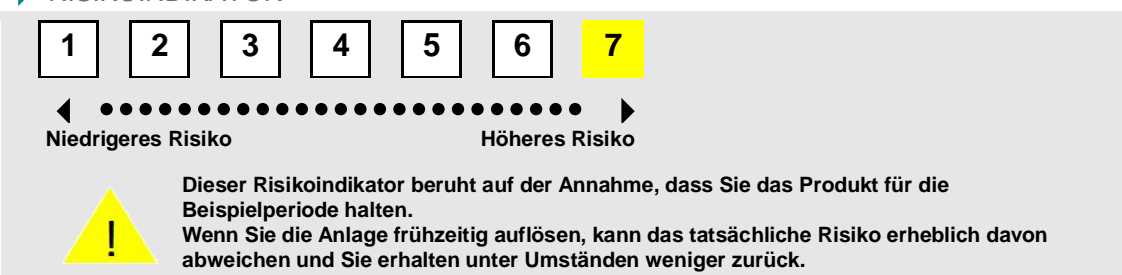 RISIKOINDIKATOR
1 2 3 4 5 6 7
Niedrigeres Risiko Höheres Risiko
Dieser Risikoindikator beruht auf der Annahme, dass Sie das Produkt für die
Beispielperiode halten.
Wenn Sie die Anlage frühzeitig auflösen, kann das tatsächliche Risiko erheblich davon
abweichen und Sie erhalten unter Umständen weniger zurück.